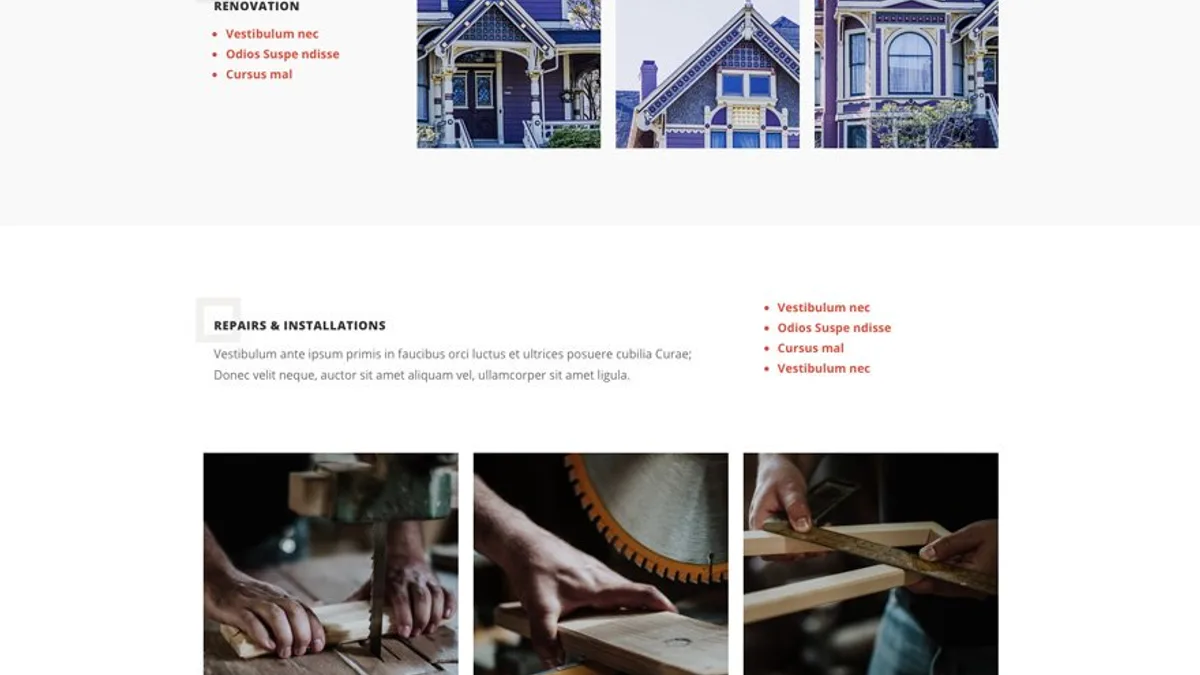 RENOVATION
Vestibulum nec
Odios Suspe ndisse
Cursus mal
REPAIRS & INSTALLATIONS
Vestibulum ante ipsum primis in faucibus orci luctus et ultrices posuere cubilia Curae;
Donec velit neque, auctor sit amet aliquam vel, ullamcorper sit amet ligula.
Vestibulum nec
Odios Suspe ndisse
Cursus mal
Vestibulum nec